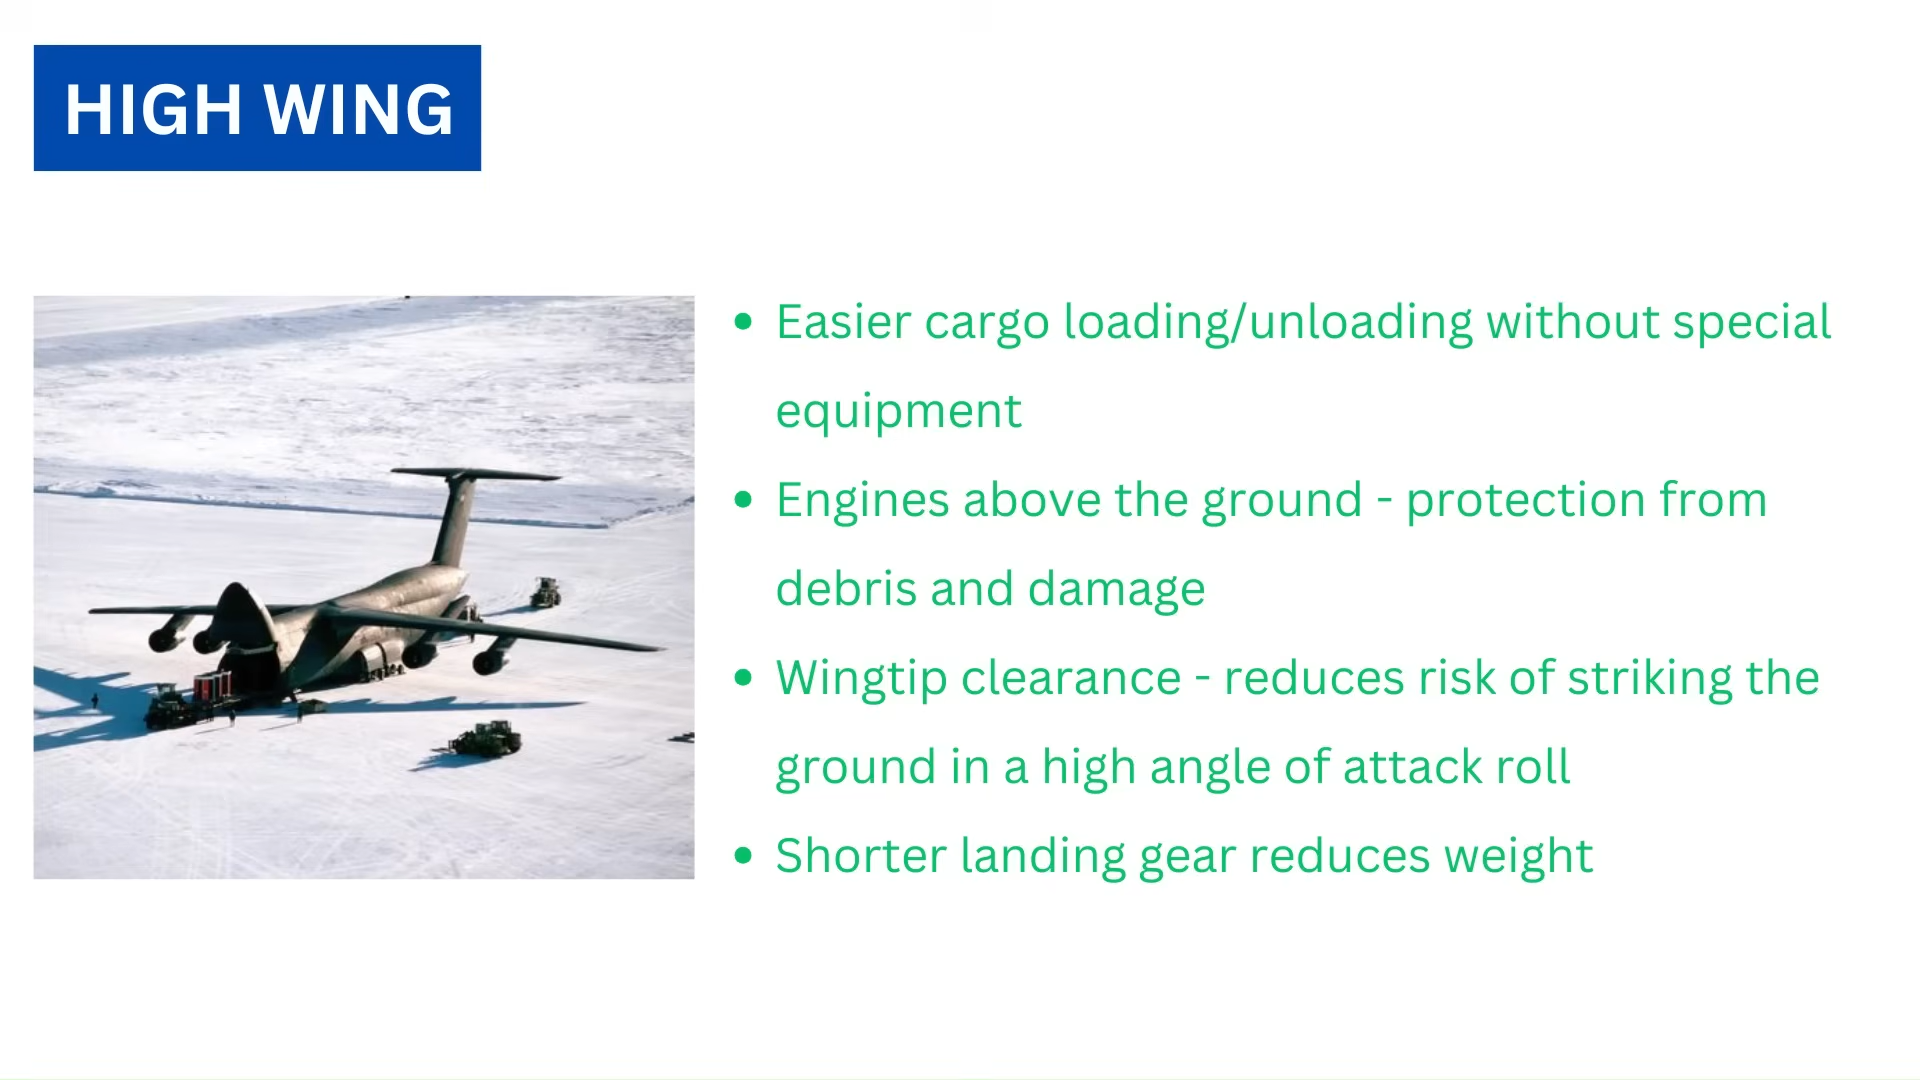 HIGH WING
• Easier cargo loading/unloading without special
equipment
• Engines above the ground - protection from
debris and damage
• Wingtip clearance - reduces risk of striking the
ground in a high angle of attack roll
• Shorter landing gear reduces weight